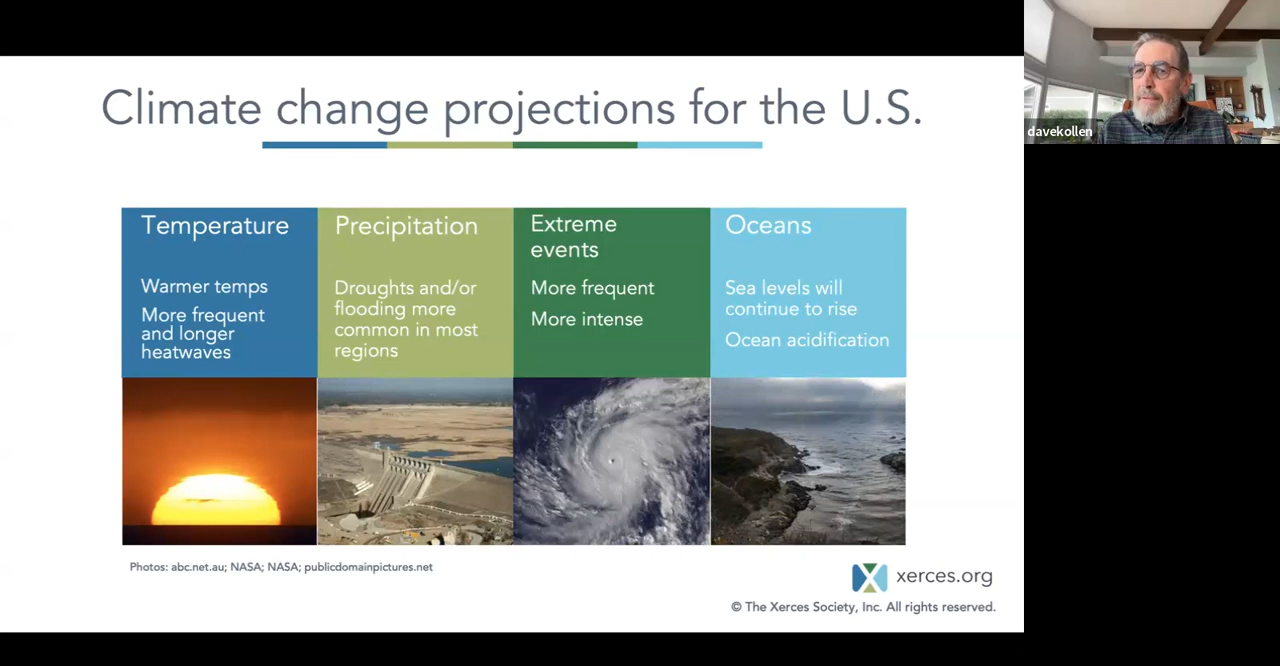 Climate change projections for the U.S.
Temperature
Warmer temps
More frequent
and longer
heatwaves
Precipitation
Droughts and/or
flooding more
common in most
regions
Extreme
events
More frequent
More intense
Oceans
Sea levels will
continue to rise
Ocean acidification
Photos: abc.net.au; NASA; NASA; publicdomainpictures.net
xerces.org
© The Xerces Society, Inc. All rights reserved.
davekollen